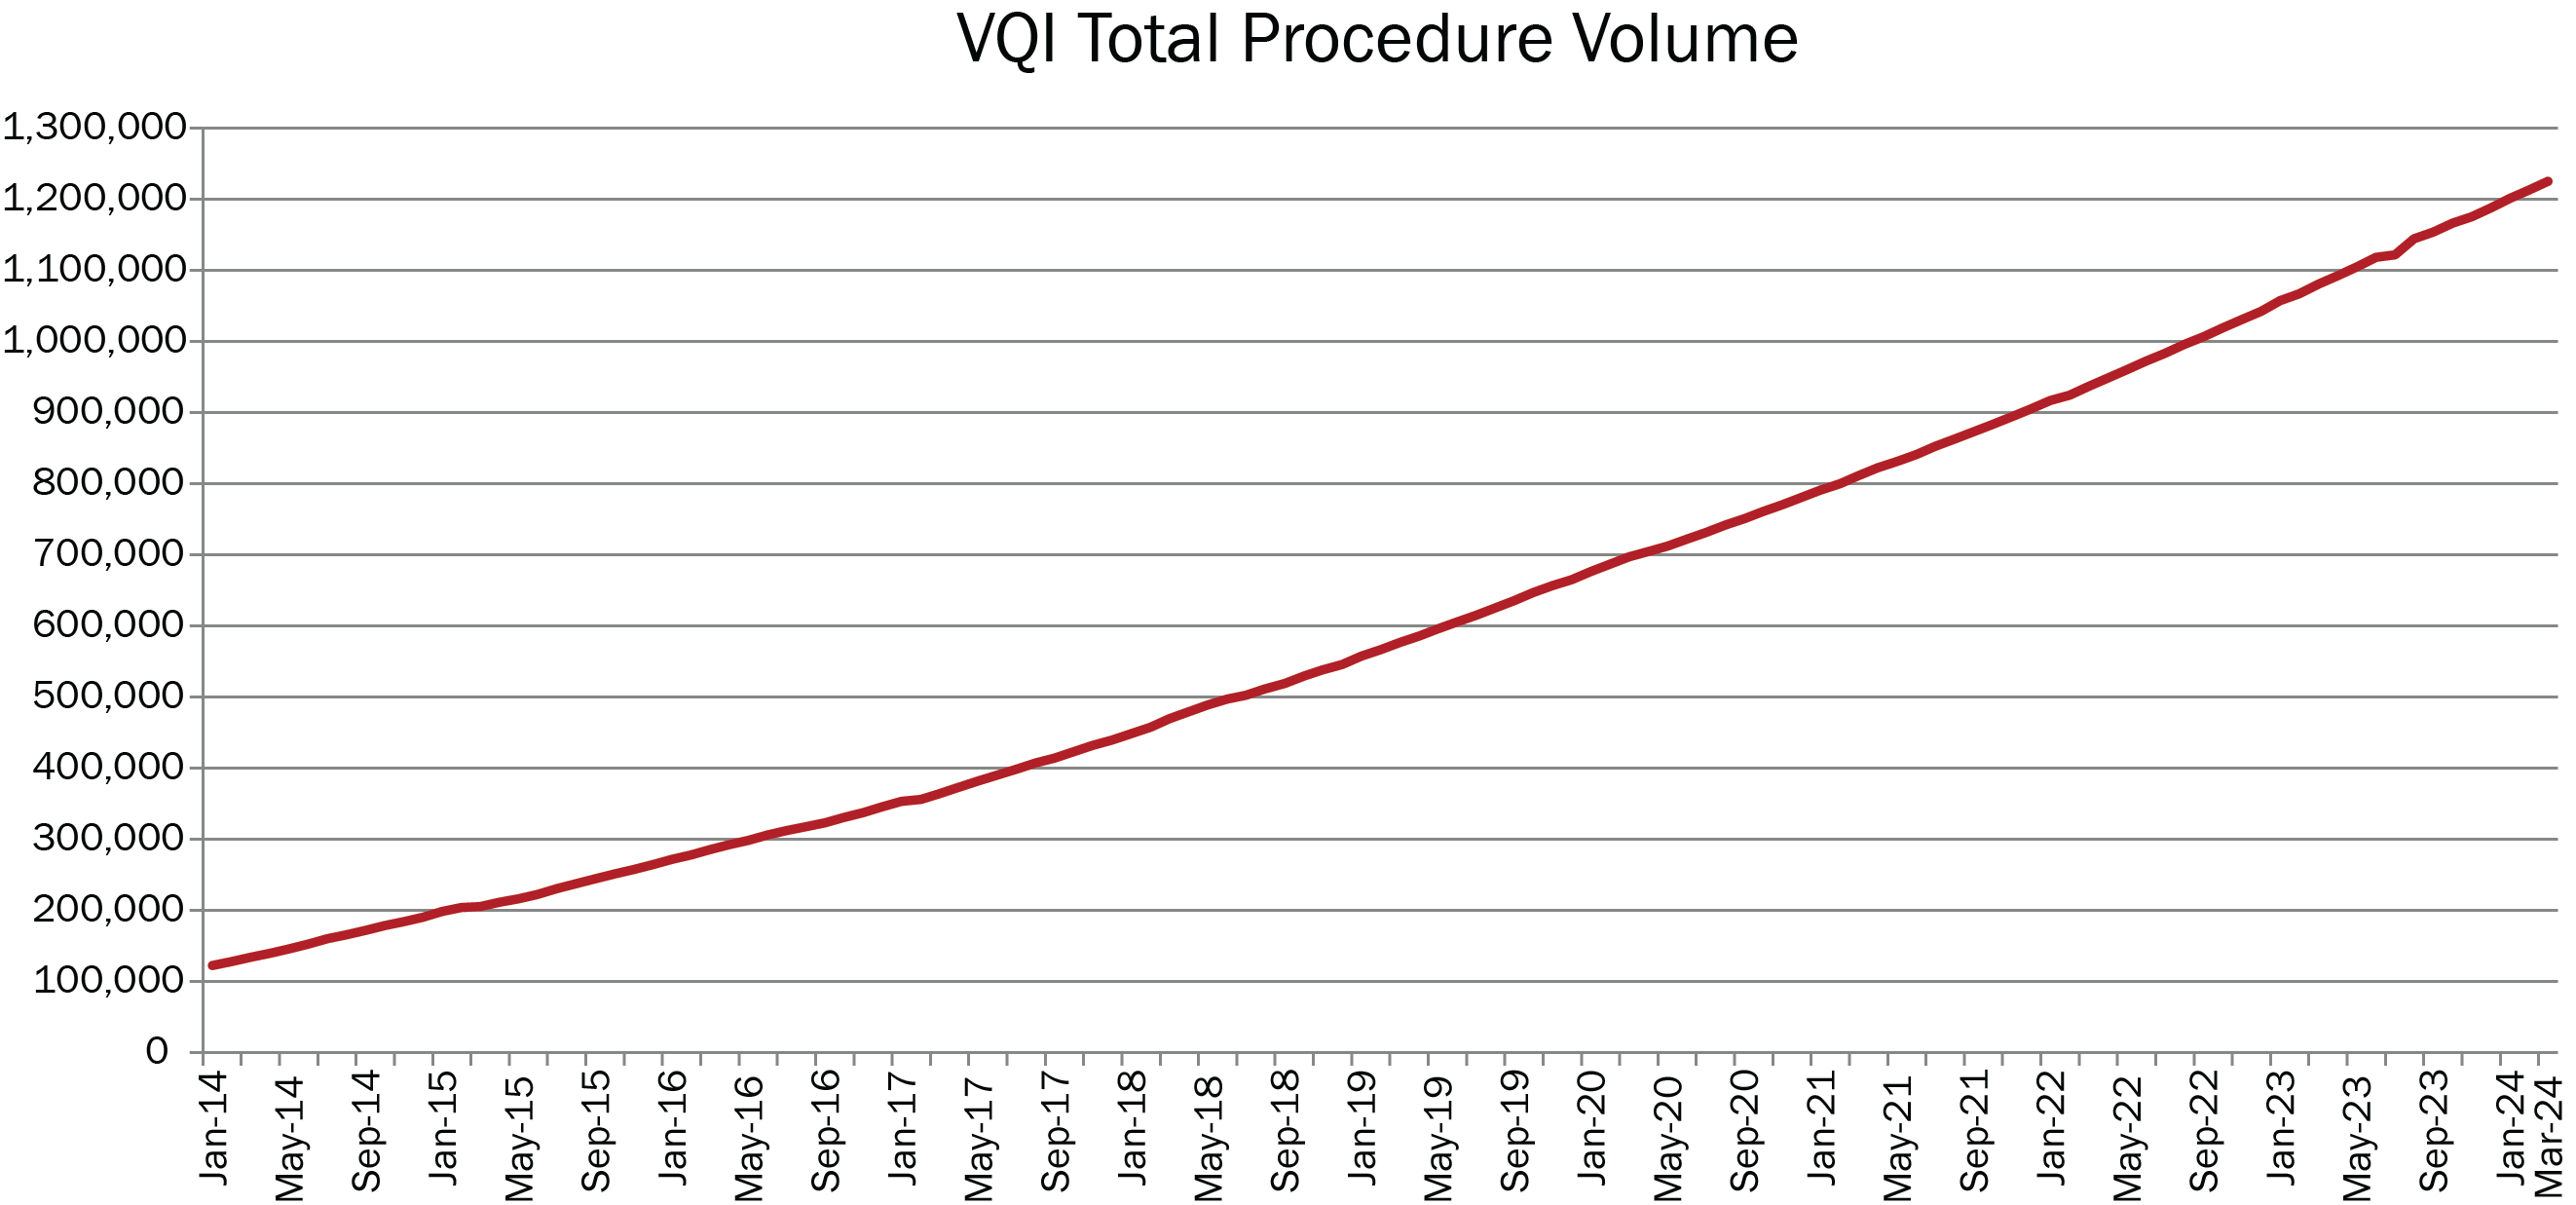 VQI Total Procedure Volume
1,300,000
1,200,000
1,100,000
1,000,000
900,000
800,000
700,000
600,000
500,000
400,000
300,000
200,000
100,000
0
Jan-14
May-14
Sep-14
Jan-15
May-15
Sep-15
Jan-16
May-16
Sep-16
Jan-17
May-17
Sep-17
Jan-18
May-18
Sep-18
Jan-19
May-19
Sep-19
Jan-20
May-20
Sep-20
Jan-21
May-21
Sep-21
Jan-22
May-22
Sep-22
Jan-23
May-23
Sep-23
Jan-24
Mar-24